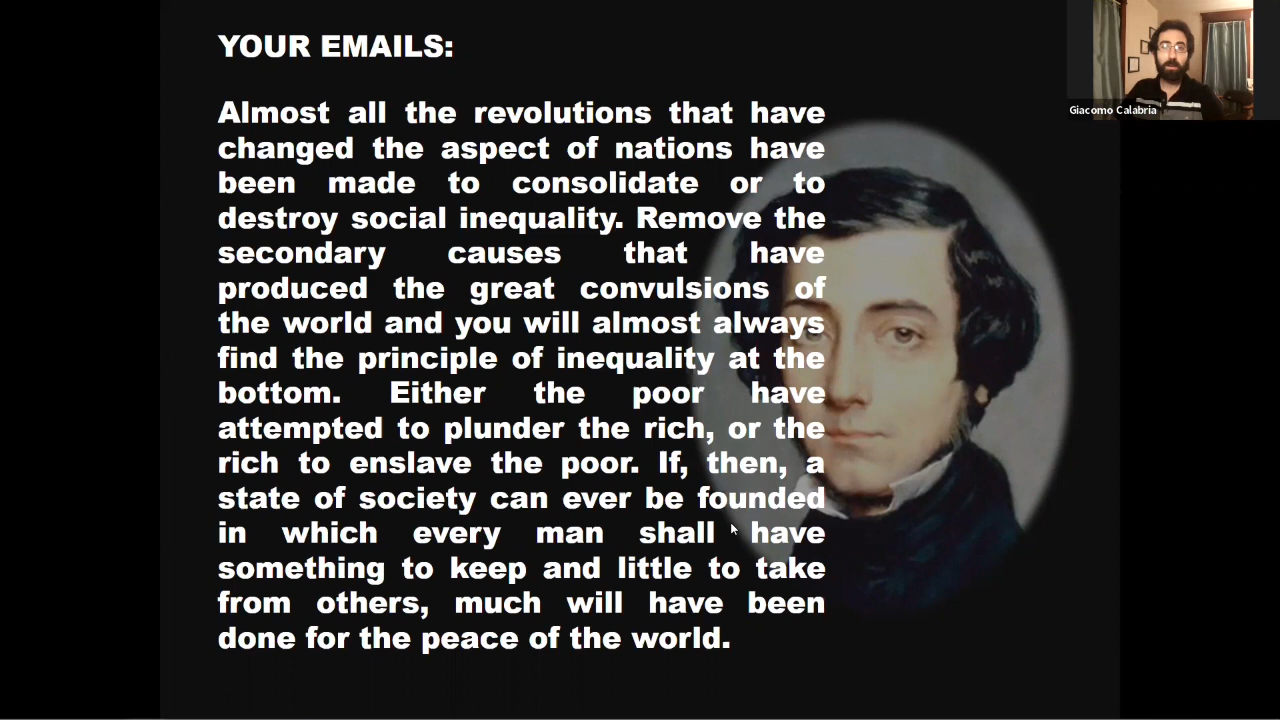 YOUR EMAILS:
Almost all the revolutions that have
changed the aspect of nations have
been made to consolidate or to
destroy social inequality. Remove the
secondary causes that have
produced the great convulsions of
the world and you will almost always
find the principle of inequality at the
bottom. Either the poor have
attempted to plunder the rich, or the
rich to enslave the poor. If, then, a
state of society can ever be founded
in which every man shall have
something to keep and little to take
from others, much will have been
done for the peace of the world.
Giacomo Calabria